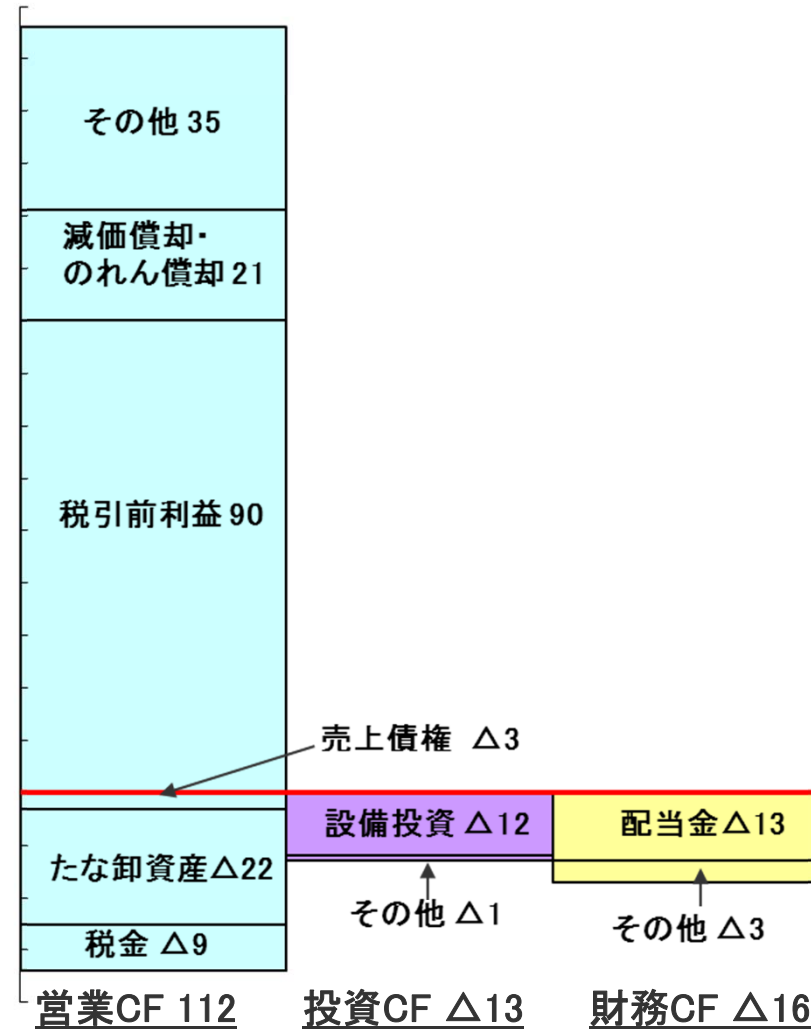 その他 35
減価償却・
のれん償却 21
税引前利益 90
売上債権 △3
設備投資 △12
配当金△13
たな卸資産△22
その他 △1
その他 △3
税金 △9
営業CF 112
投資CF △13
財務CF △16